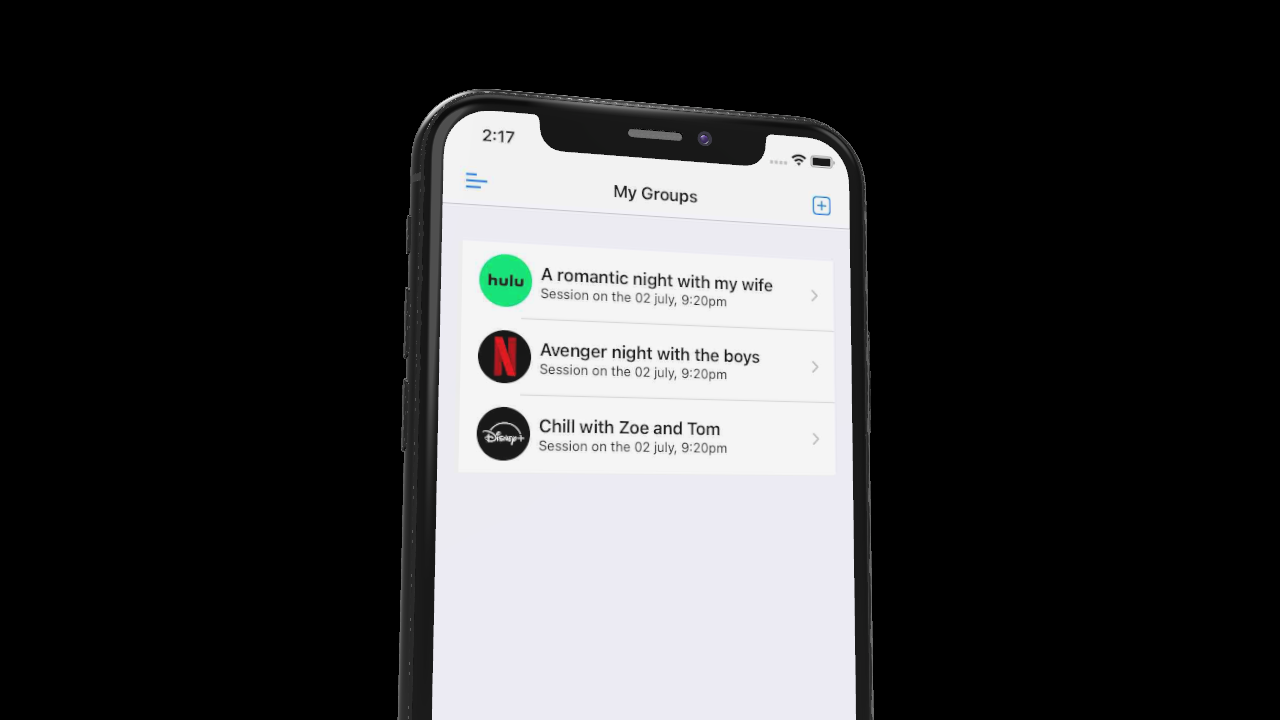 2:17
My Groups
hulu
A romantic night with my wife
Session on the 02 july, 9:20pm
N
Avenger night with the boys
Session on the 02 july, 9:20pm
Disney+
Chill with Zoe and Tom
Session on the 02 july, 9:20pm